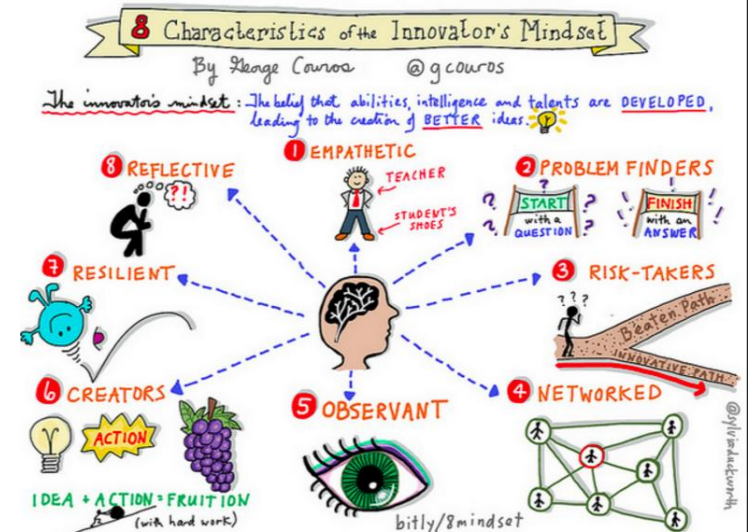 8 Characteristics of the Innovator's Mindset
By George Couros @gcouros
The innovator's mindset: The belief that abilities, intelligence and talents are DEVELOPED,
leading to the creation of BETTER ideas.
1 EMPATHETIC
TEACHER
STUDENT'S
SHOES
2 PROBLEM FINDERS
?
? ?
? ?
START
with a
QUESTION
! !
! !
FINISH
with an
ANSWER
3 RISK-TAKERS
? ? ?
Beaten Path
INNOVATIVE PATH
4 NETWORKED
5 OBSERVANT
6 CREATORS
ACTION
IDEA + ACTION = FRUITION
(with hard work)
7 RESILIENT
8 REFLECTIVE
?!
bitly/8mindset
@sylviaduckworth